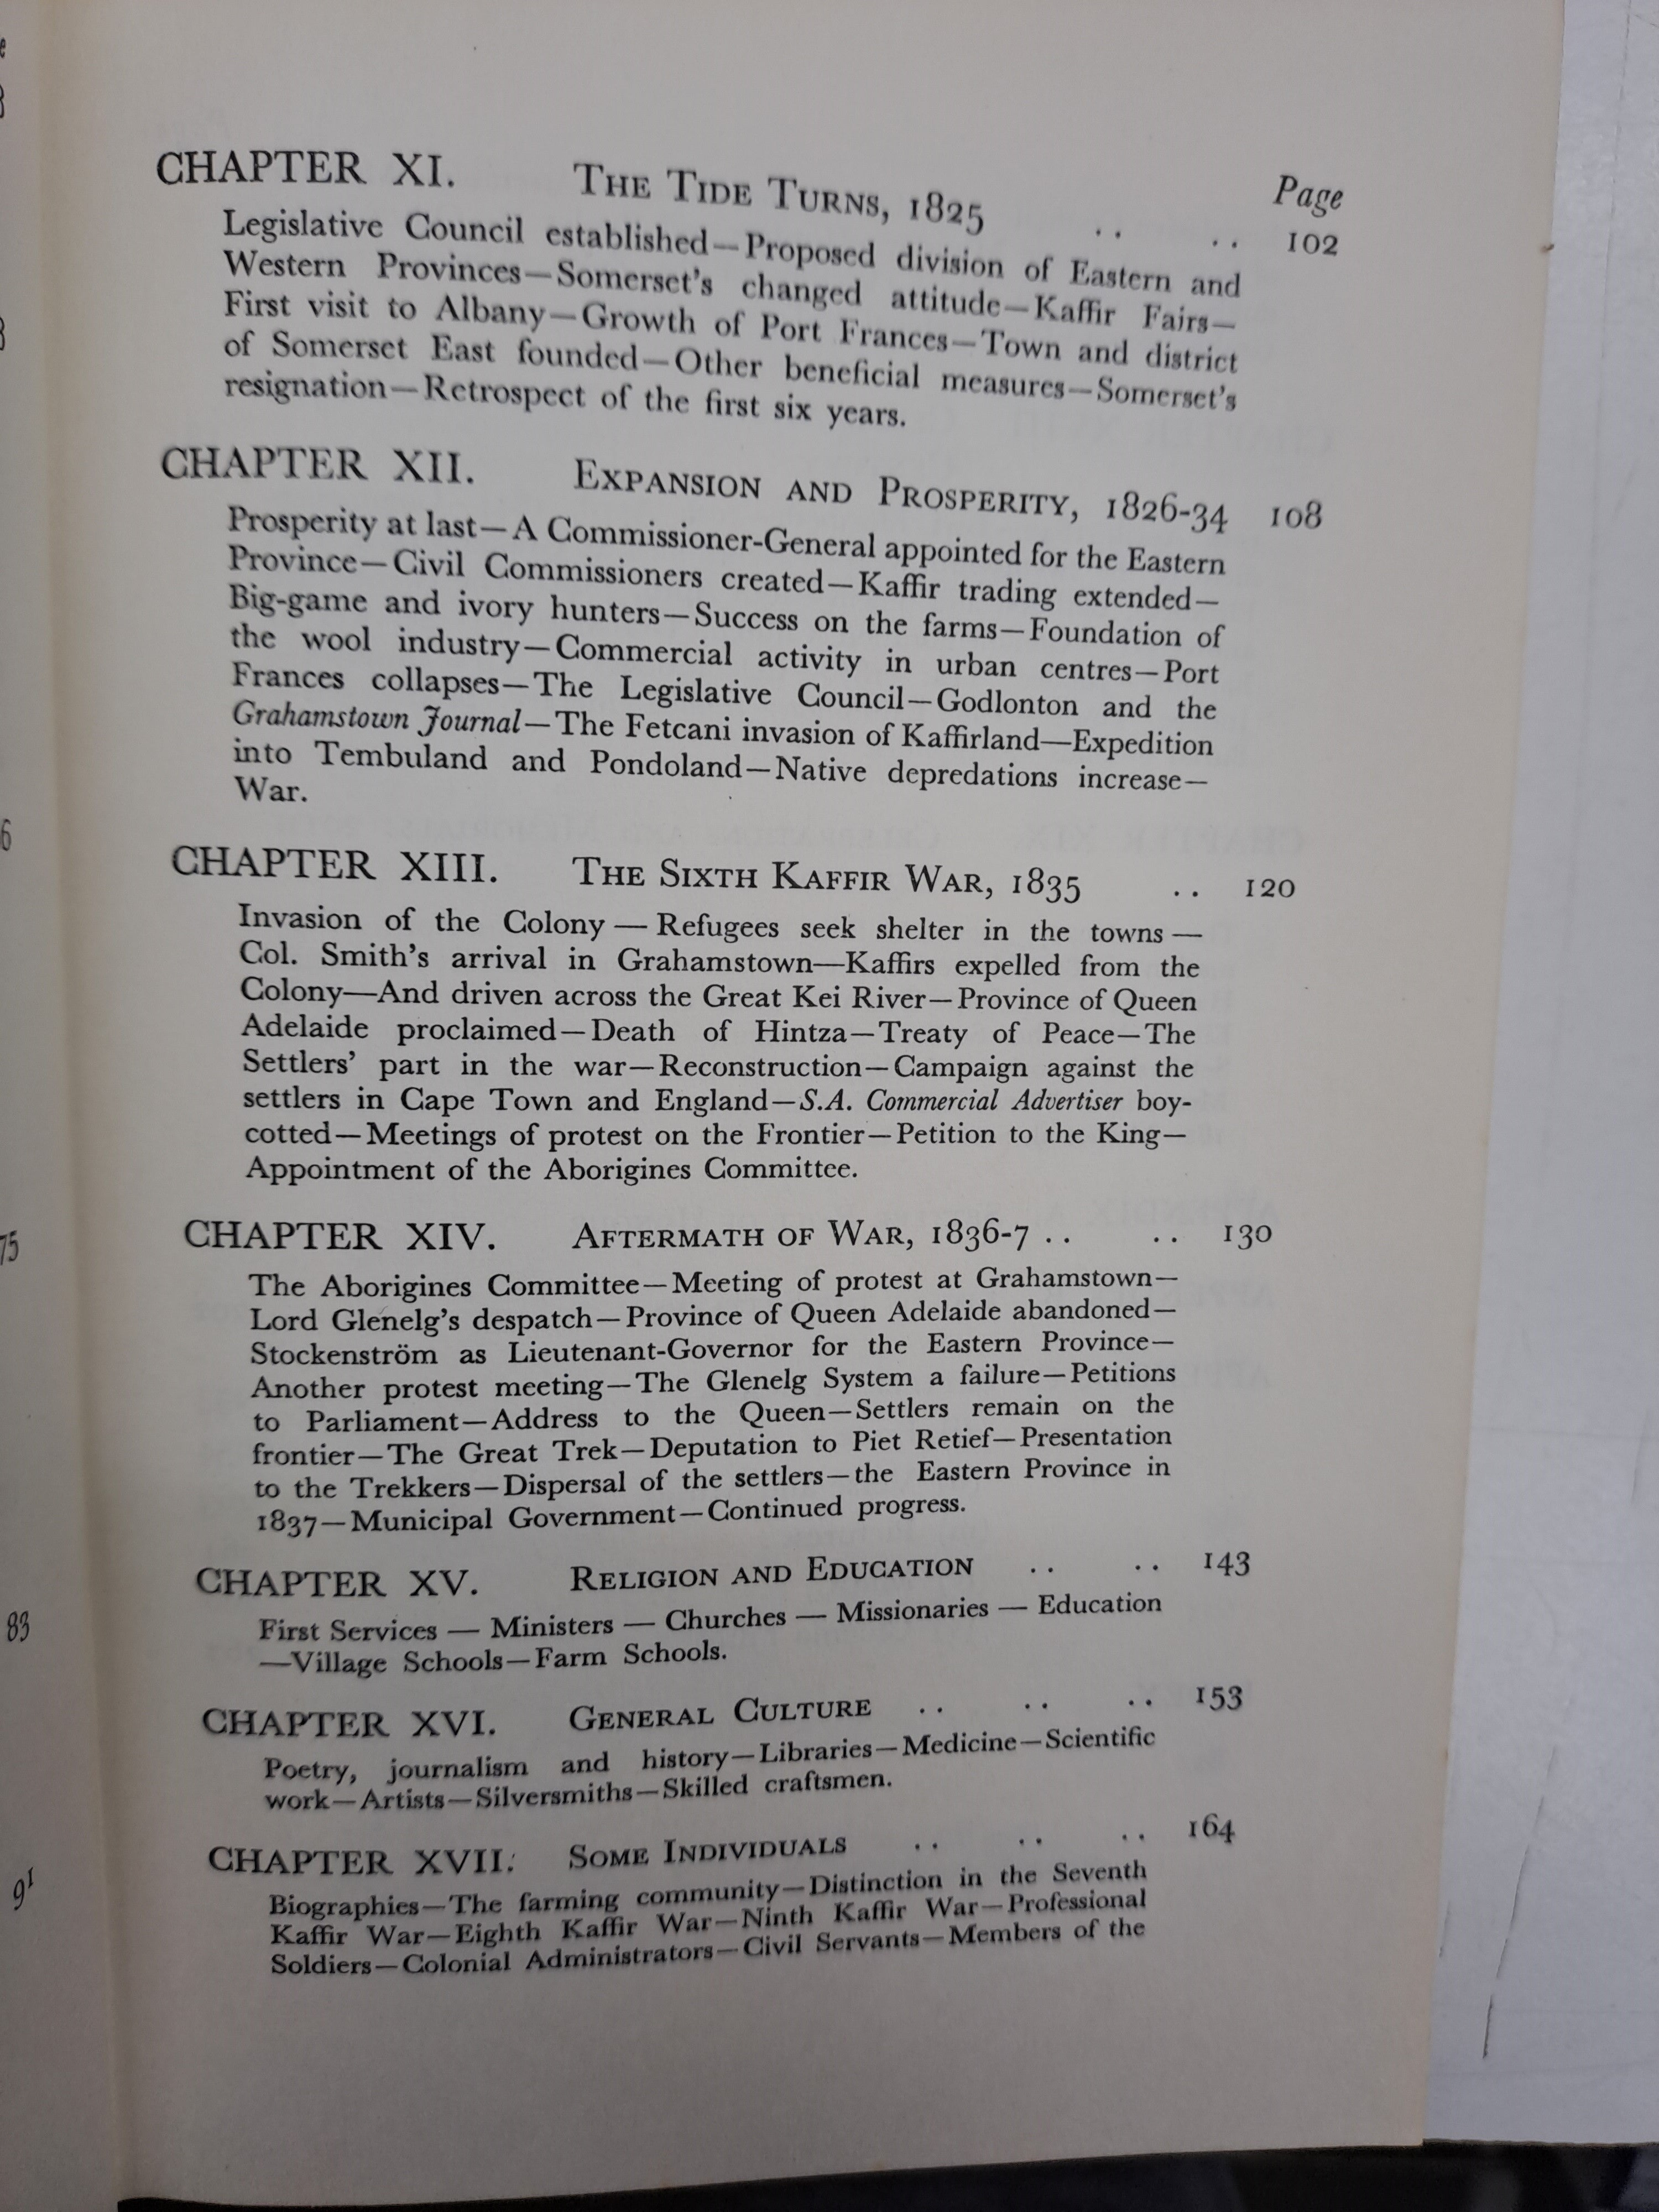 Page
CHAPTER XI. THE TIDE TURNS, 1825 .. .. 102
Legislative Council established—Proposed division of Eastern and
Western Provinces—Somerset's changed attitude—Kaffir Fairs—
First visit to Albany—Growth of Port Frances—Town and district
of Somerset East founded—Other beneficial measures—Somerset's
resignation—Retrospect of the first six years.
CHAPTER XII. EXPANSION AND PROSPERITY, 1826-34 108
Prosperity at last—A Commissioner-General appointed for the Eastern
Province—Civil Commissioners created—Kaffir trading extended—
Big-game and ivory hunters—Success on the farms—Foundation of
the wool industry—Commercial activity in urban centres—Port
Frances collapses—The Legislative Council—Godlonton and the
Grahamstown Journal—The Fetcani invasion of Kaffirland—Expedition
into Tembuland and Pondoland—Native depredations increase—
War.
CHAPTER XIII. THE SIXTH KAFFIR WAR, 1835 .. 120
Invasion of the Colony — Refugees seek shelter in the towns —
Col. Smith's arrival in Grahamstown—Kaffirs expelled from the
Colony—And driven across the Great Kei River—Province of Queen
Adelaide proclaimed—Death of Hintza—Treaty of Peace—The
Settlers' part in the war—Reconstruction—Campaign against the
settlers in Cape Town and England—S.A. Commercial Advertiser boy-
cotted—Meetings of protest on the Frontier—Petition to the King—
Appointment of the Aborigines Committee.
CHAPTER XIV. AFTERMATH OF WAR, 1836-7 .. .. 130
The Aborigines Committee—Meeting of protest at Grahamstown—
Lord Glenelg's despatch—Province of Queen Adelaide abandoned—
Stockenström as Lieutenant-Governor for the Eastern Province—
Another protest meeting—The Glenelg System a failure—Petitions
to Parliament—Address to the Queen—Settlers remain on the
frontier—The Great Trek—Deputation to Piet Retief—Presentation
to the Trekkers—Dispersal of the settlers—the Eastern Province in
1837—Municipal Government—Continued progress.
CHAPTER XV. RELIGION AND EDUCATION .. .. 143
First Services — Ministers — Churches — Missionaries — Education
—Village Schools—Farm Schools.
CHAPTER XVI. GENERAL CULTURE .. .. .. 153
Poetry, journalism and history—Libraries—Medicine—Scientific
work—Artists—Silversmiths—Skilled craftsmen.
CHAPTER XVII. SOME INDIVIDUALS .. .. .. 164
Biographies—The farming community—Distinction in the Seventh
Kaffir War—Eighth Kaffir War—Ninth Kaffir War—Professional
Soldiers—Colonial Administrators—Civil Servants—Members of the
75
83
91